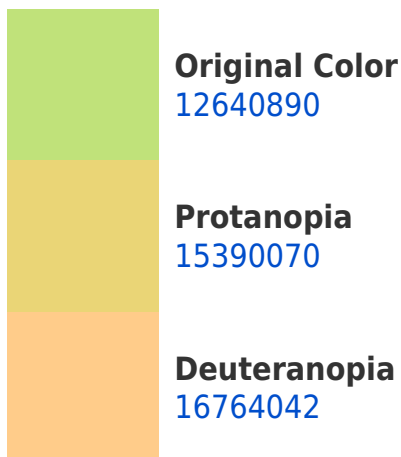 Original Color
12640890
Protanopia
15390070
Deuteranopia
16764042